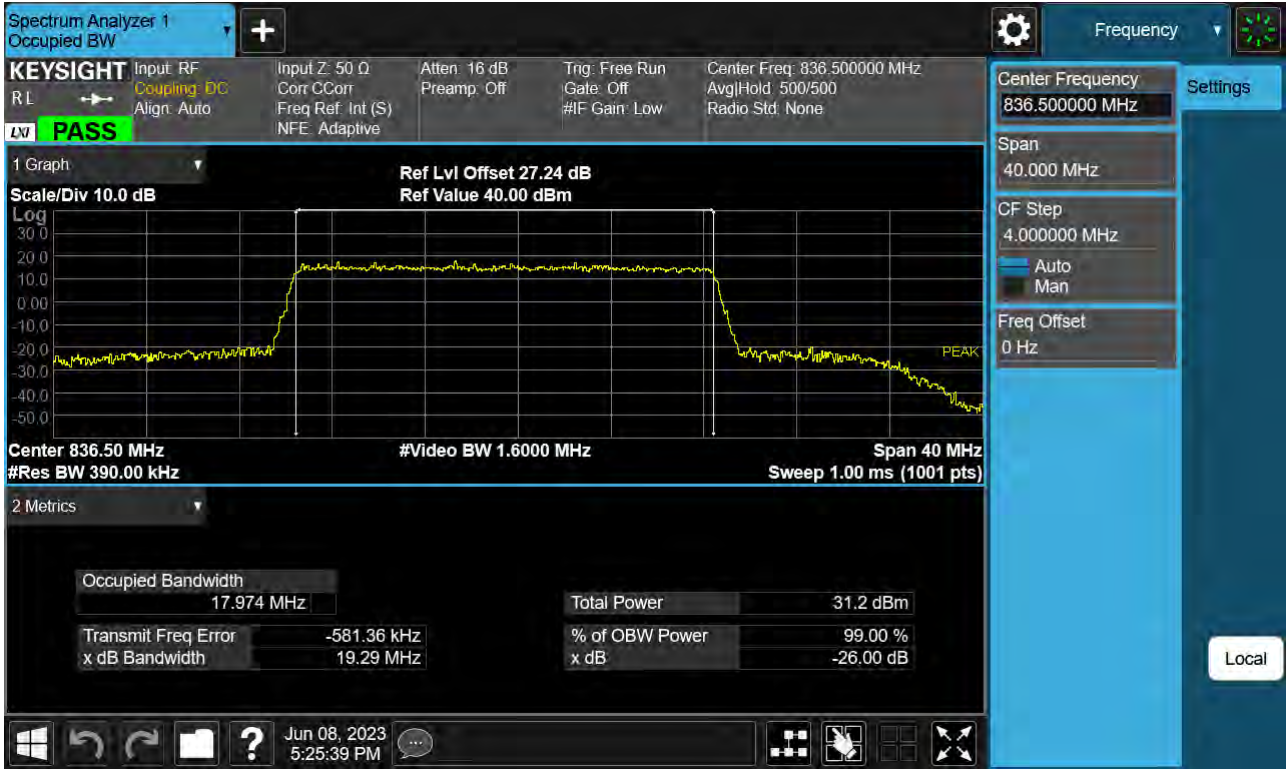 Spectrum Analyzer 1
Occupied BW
Frequency
KEYSIGHT
R L
LXI
PASS
Input: RF
Coupling: DC
Align: Auto
Input Z: 50 Ω
Corr CCorr
Freq Ref: Int (S)
NFE: Adaptive
Atten: 16 dB
Preamp: Off
Trig: Free Run
Gate: Off
#IF Gain: Low
Center Freq: 836.500000 MHz
Avg|Hold: 500/500
Radio Std: None
Center Frequency
836.500000 MHz
Settings
Span
40.000 MHz
CF Step
4.000000 MHz
Auto
Man
Freq Offset
0 Hz
Local
1 Graph
Scale/Div 10.0 dB
Ref Lvl Offset 27.24 dB
Ref Value 40.00 dBm
Log
30.0
20.0
10.0
0.00
-10.0
-20.0
-30.0
-40.0
-50.0
PEAK
Center 836.50 MHz
#Video BW 1.6000 MHz
Span 40 MHz
#Res BW 390.00 kHz
Sweep 1.00 ms (1001 pts)
2 Metrics
Occupied Bandwidth
17.974 MHz
Total Power 31.2 dBm
Transmit Freq Error -581.36 kHz
% of OBW Power 99.00 %
x dB Bandwidth 19.29 MHz
x dB -26.00 dB
?
Jun 08, 2023
5:25:39 PM